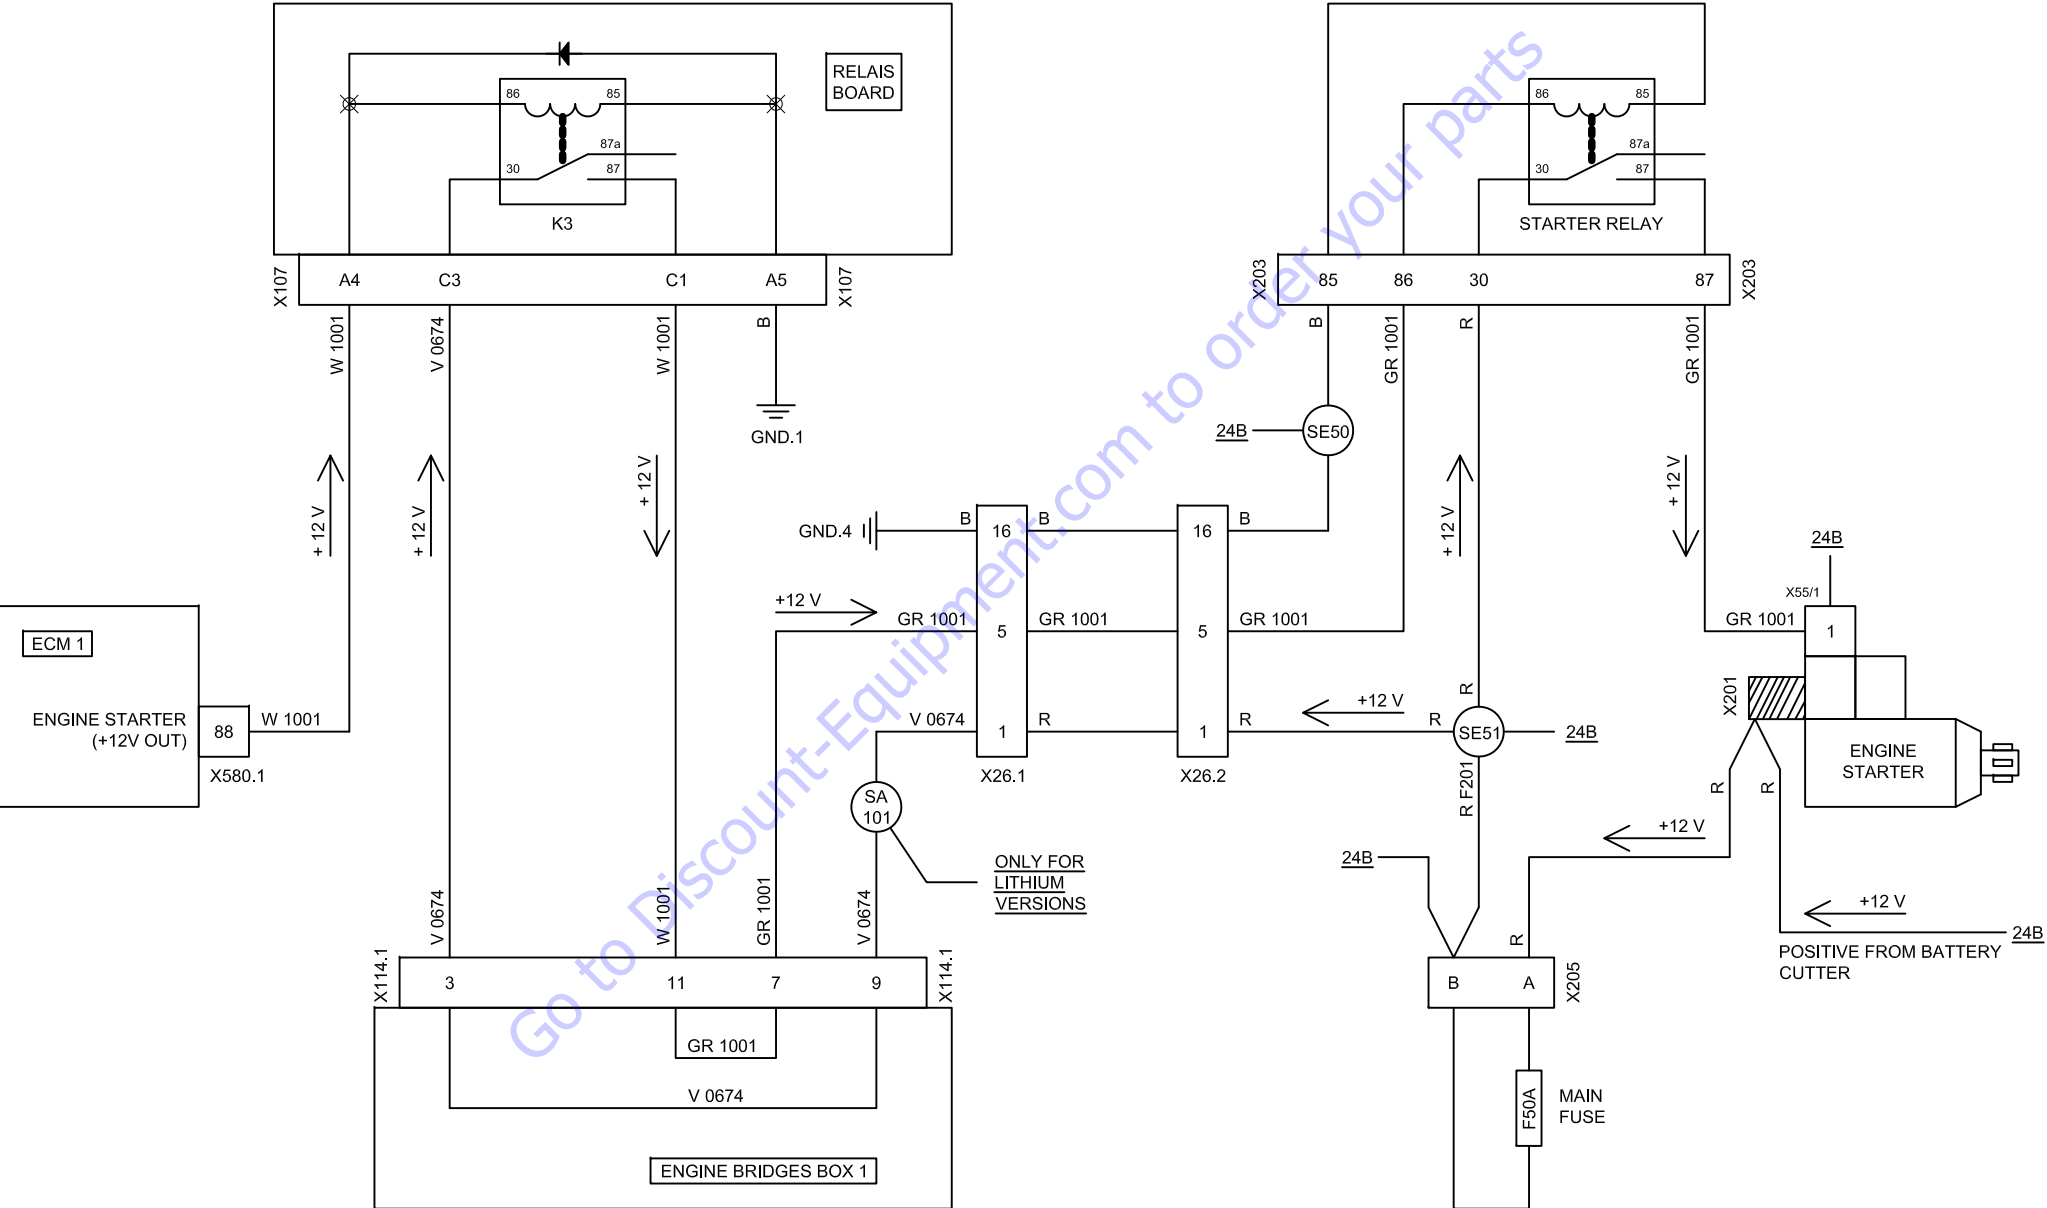 RELAIS
BOARD
86
85
87a
30
87
K3
86
85
87a
30
87
STARTER RELAY
X107
A4
C3
C1
A5
X107
X203
85
86
30
87
X203
W 1001
V 0674
W 1001
B
B
GR 1001
R
GR 1001
GND.1
24B
SE50
+ 12 V
+ 12 V
+ 12 V
+ 12 V
+ 12 V
GND.4
B
16
B
16
B
24B
X55/1
+12 V
GR 1001
5
GR 1001
5
GR 1001
GR 1001
1
ECM 1
ENGINE STARTER
(+12V OUT)
88
W 1001
X580.1
V 0674
1
R
1
R
+12 V
R
R
SE51
24B
X26.1
X26.2
X201
ENGINE
STARTER
R F201
R
R
SA
101
+12 V
24B
ONLY FOR
LITHIUM
VERSIONS
V 0674
W 1001
GR 1001
V 0674
R
+12 V
24B
POSITIVE FROM BATTERY
CUTTER
X114.1
3
11
7
9
X114.1
B
A
X205
GR 1001
V 0674
F50A
MAIN
FUSE
ENGINE BRIDGES BOX 1
Go to Discount-Equipment.com to order your parts